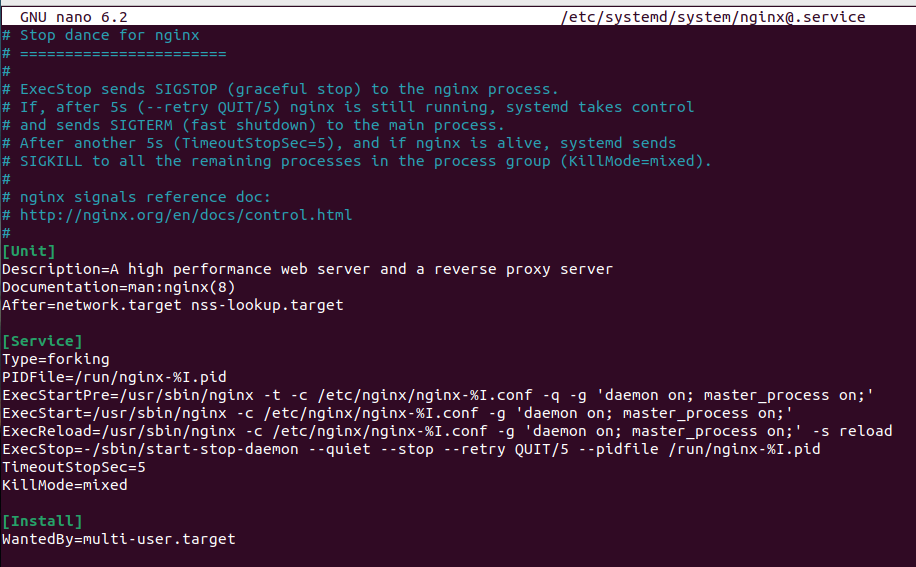 GNU nano 6.2 /etc/systemd/system/nginx@.service
# Stop dance for nginx
# =======================
#
# ExecStop sends SIGSTOP (graceful stop) to the nginx process.
# If, after 5s (--retry QUIT/5) nginx is still running, systemd takes control
# and sends SIGTERM (fast shutdown) to the main process.
# After another 5s (TimeoutStopSec=5), and if nginx is alive, systemd sends
# SIGKILL to all the remaining processes in the process group (KillMode=mixed).
#
# nginx signals reference doc:
# http://nginx.org/en/docs/control.html
#
[Unit]
Description=A high performance web server and a reverse proxy server
Documentation=man:nginx(8)
After=network.target nss-lookup.target

[Service]
Type=forking
PIDFile=/run/nginx-%I.pid
ExecStartPre=/usr/sbin/nginx -t -c /etc/nginx/nginx-%I.conf -q -g 'daemon on; master_process on;'
ExecStart=/usr/sbin/nginx -c /etc/nginx/nginx-%I.conf -g 'daemon on; master_process on;'
ExecReload=/usr/sbin/nginx -c /etc/nginx/nginx-%I.conf -g 'daemon on; master_process on;' -s reload
ExecStop=-/sbin/start-stop-daemon --quiet --stop --retry QUIT/5 --pidfile /run/nginx-%I.pid
TimeoutStopSec=5
KillMode=mixed

[Install]
WantedBy=multi-user.target